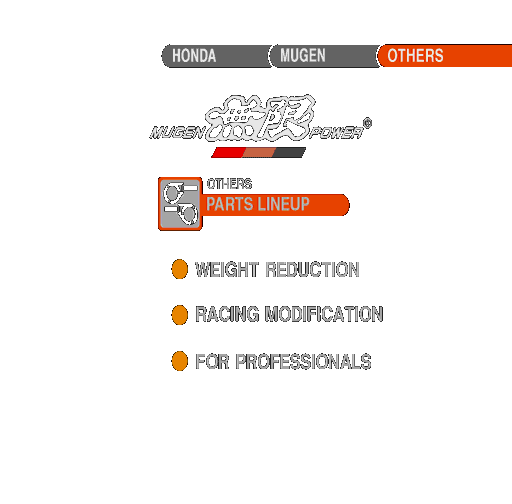 HONDA MUGEN OTHERS
MUGEN 無限 POWER ©
OTHERS
PARTS LINEUP
WEIGHT REDUCTION
RACING MODIFICATION
FOR PROFESSIONALS